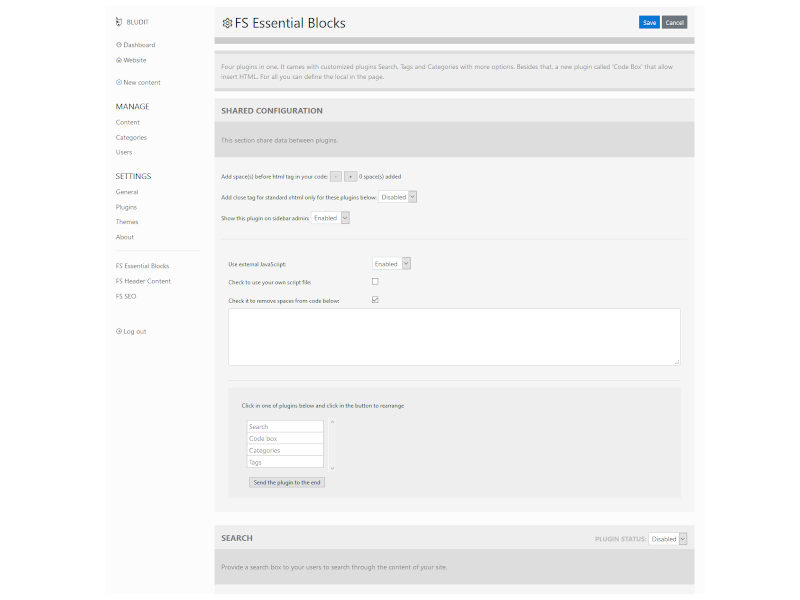 BLUDIT
Dashboard
Website
New content
MANAGE
Content
Categories
Users
SETTINGS
General
Plugins
Themes
About
FS Essential Blocks
FS Header Content
FS SEO
Log out
FS Essential Blocks
Save
Cancel
Four plugins in one. It cames with customized plugins Search, Tags and Categories with more options. Besides that, a new plugin called 'Code Box' that allow
insert HTML. For all you can define the local in the page.
SHARED CONFIGURATION
This section share data between plugins.
Add space(s) before html tag in your code: - + 0 space(s) added
Add close tag for standard xhtml only for these plugins below: Disabled
Show this plugin on sidebar admin: Enabled
Use external JavaScript: Enabled
Check to use your own script file:
Check it to remove spaces from code below:
Click in one of plugins below and click in the button to rearrange
Search
Code box
Categories
Tags
Send the plugin to the end
SEARCH
PLUGIN STATUS: Disabled
Provide a search box to your users to search through the content of your site.